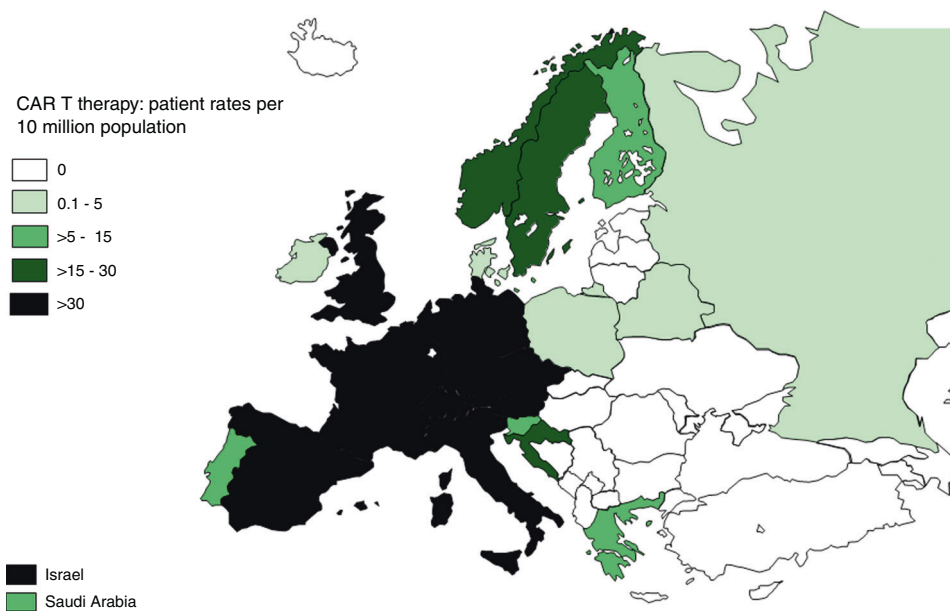 CAR T therapy: patient rates per
10 million population
0
0.1 - 5
>5 - 15
>15 - 30
>30
Israel
Saudi Arabia